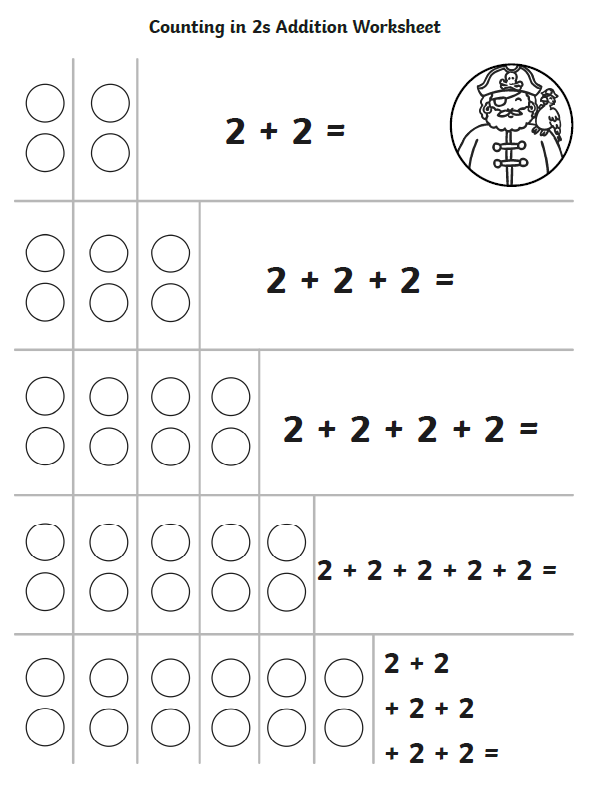 Counting in 2s Addition Worksheet
2 + 2 =
2 + 2 + 2 =
2 + 2 + 2 + 2 =
2 + 2 + 2 + 2 + 2 =
2 + 2
+ 2 + 2
+ 2 + 2 =